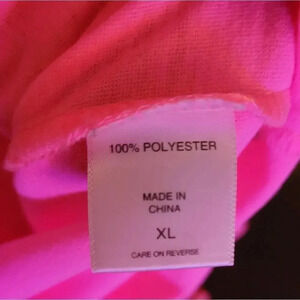 100% POLYESTER
MADE IN
CHINA
XL
CARE ON REVERSE